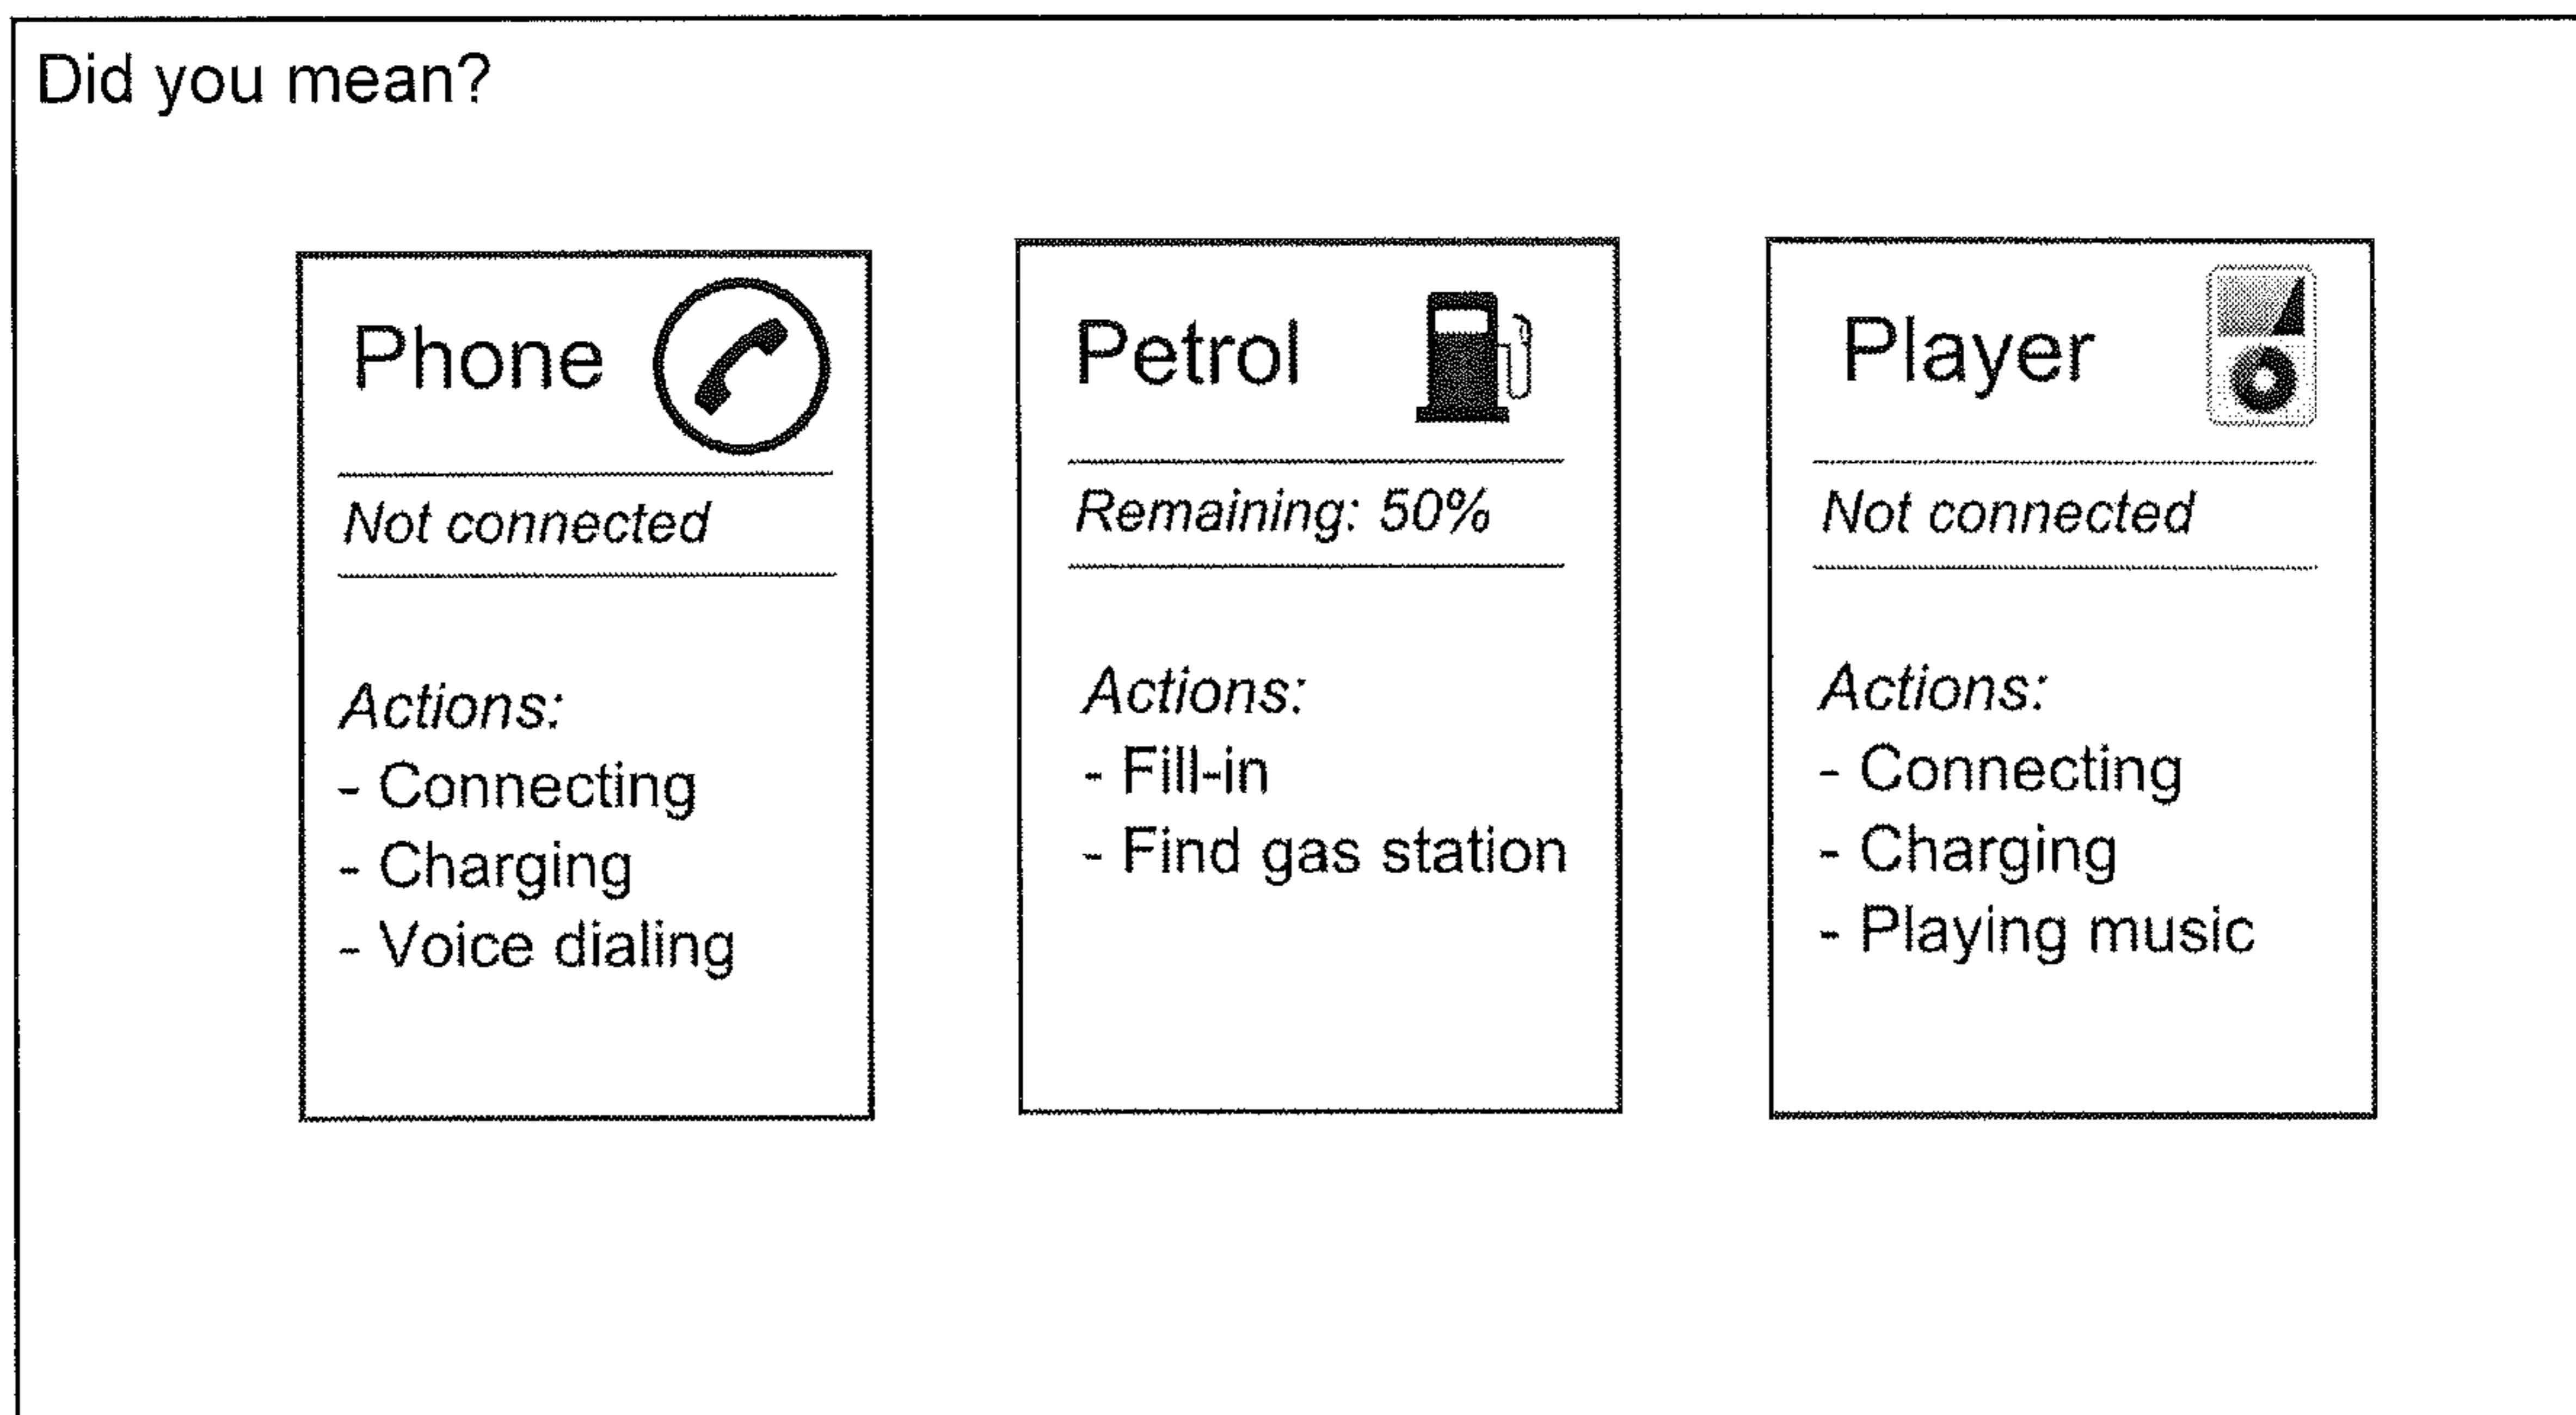 Did you mean?
Phone
Not connected
Actions:
- Connecting
- Charging
- Voice dialing
Petrol
Remaining: 50%
Actions:
- Fill-in
- Find gas station
Player
Not connected
Actions:
- Connecting
- Charging
- Playing music